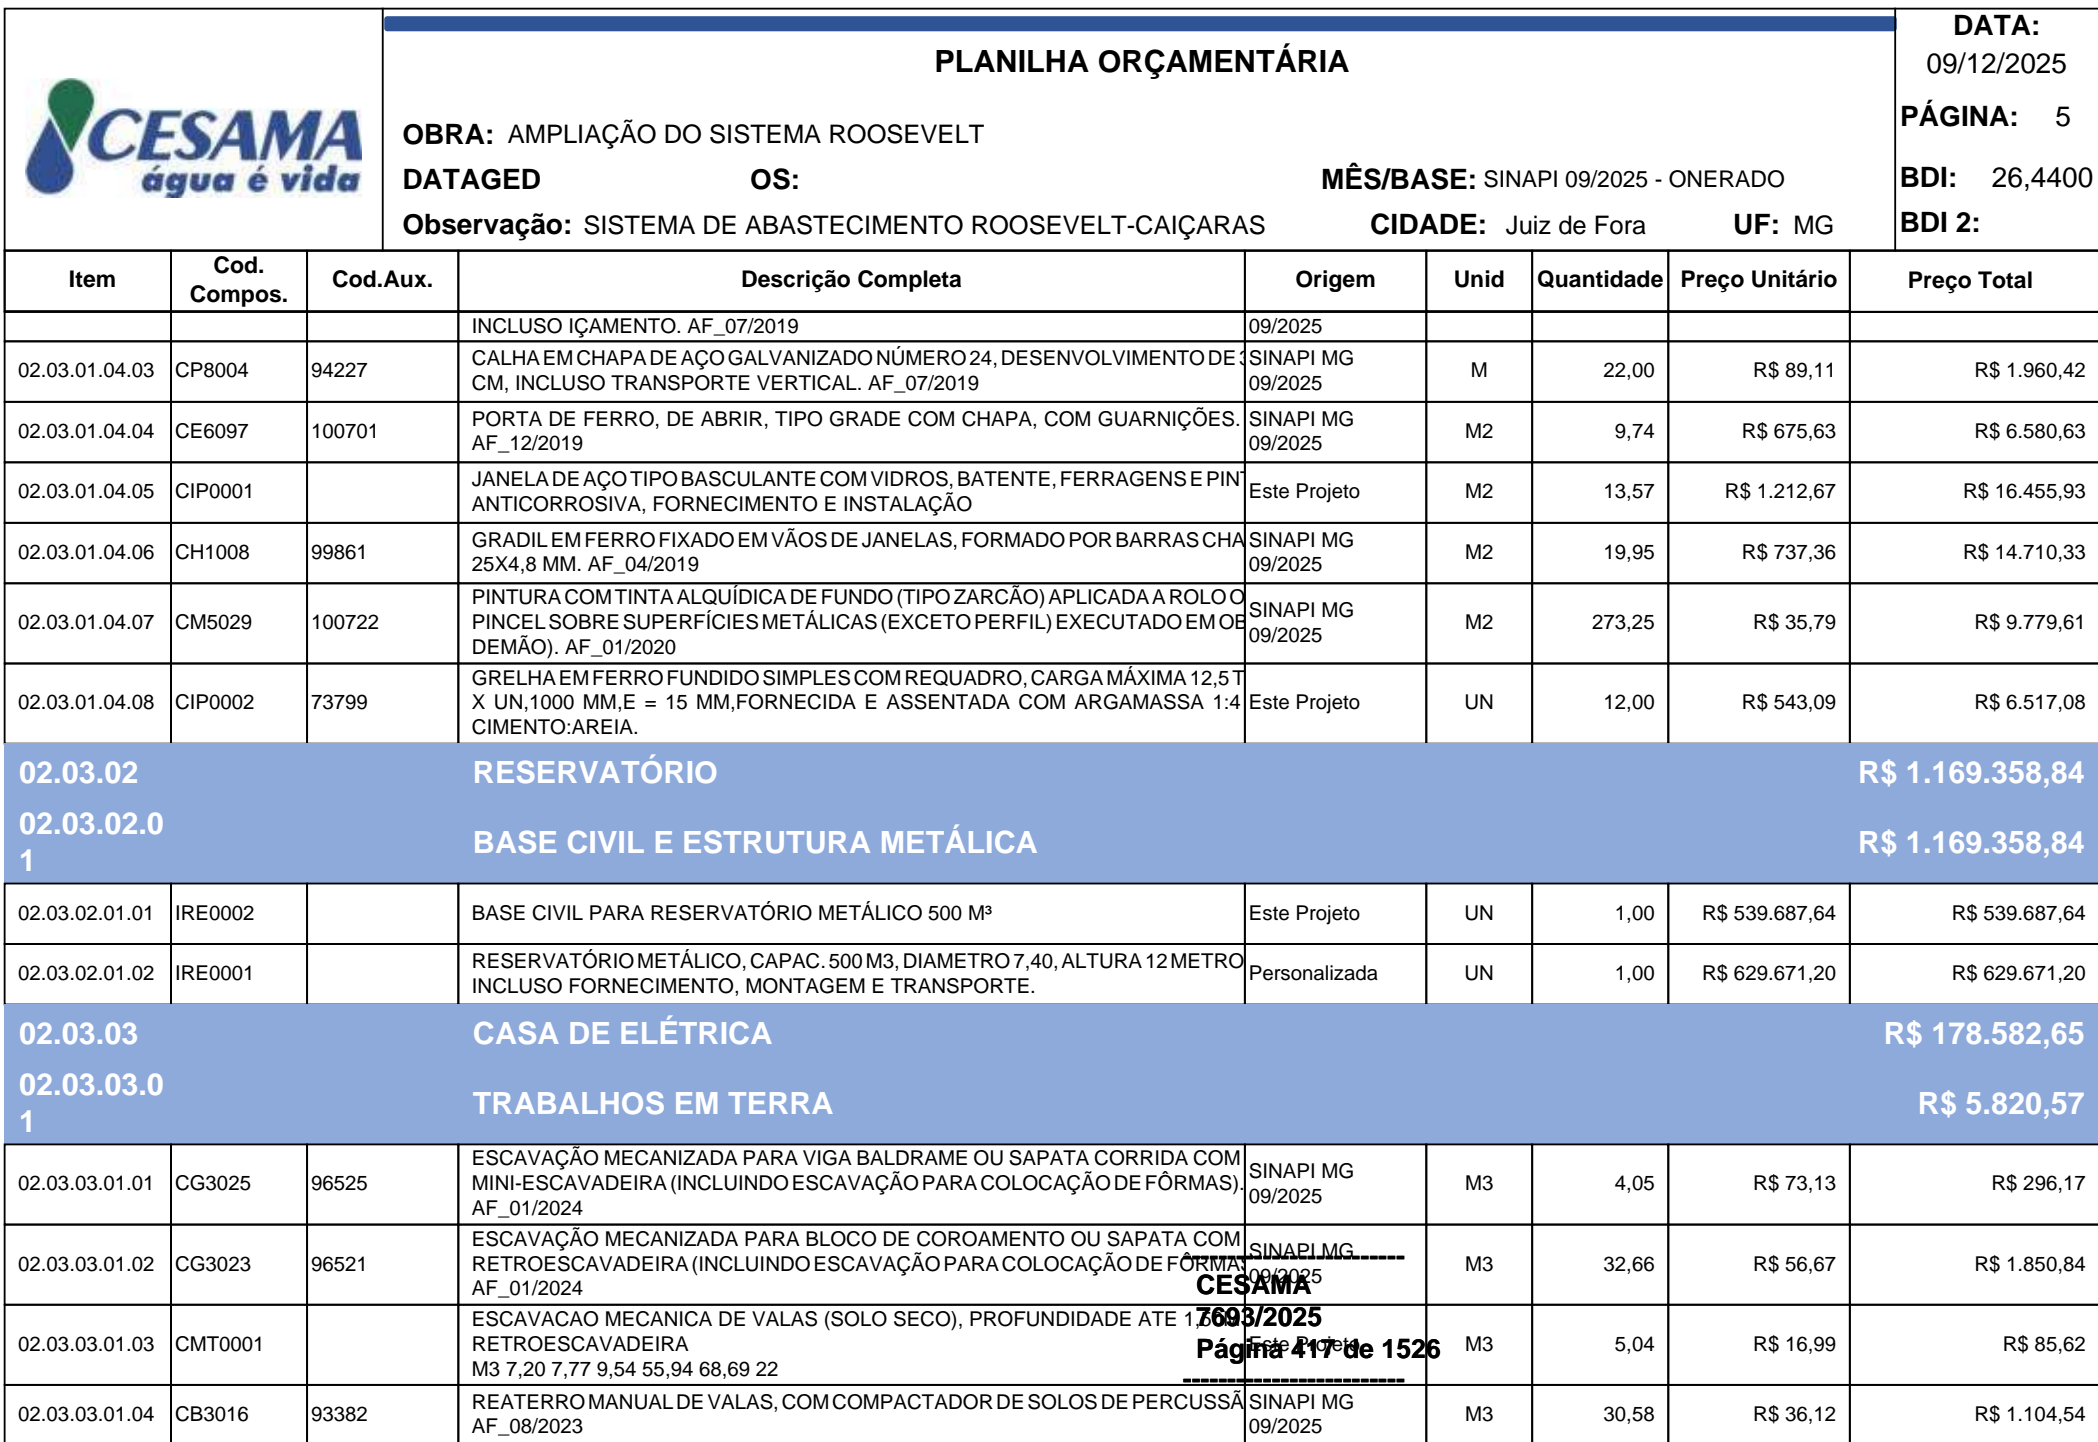 PLANILHA ORÇAMENTÁRIA
DATA:
09/12/2025
CESAMA
água é vida
OBRA: AMPLIAÇÃO DO SISTEMA ROOSEVELT
PÁGINA: 5
DATAGED OS: MÊS/BASE: SINAPI 09/2025 - ONERADO
BDI: 26,4400
Observação: SISTEMA DE ABASTECIMENTO ROOSEVELT-CAIÇARAS CIDADE: Juiz de Fora UF: MG
BDI 2:
Item Cod. Compos. Cod.Aux. Descrição Completa Origem Unid Quantidade Preço Unitário Preço Total
INCLUSO IÇAMENTO. AF_07/2019 09/2025
02.03.01.04.03 CP8004 94227 CALHA EM CHAPA DE AÇO GALVANIZADO NÚMERO 24, DESENVOLVIMENTO DE SINAPI MG M 22,00 R$ 89,11 R$ 1.960,42
CM, INCLUSO TRANSPORTE VERTICAL. AF_07/2019 09/2025
02.03.01.04.04 CE6097 100701 PORTA DE FERRO, DE ABRIR, TIPO GRADE COM CHAPA, COM GUARNIÇÕES. SINAPI MG M2 9,74 R$ 675,63 R$ 6.580,63
AF_12/2019 09/2025
02.03.01.04.05 CIP0001 JANELA DE AÇO TIPO BASCULANTE COM VIDROS, BATENTE, FERRAGENS E PIN Este Projeto M2 13,57 R$ 1.212,67 R$ 16.455,93
ANTICORROSIVA, FORNECIMENTO E INSTALAÇÃO
02.03.01.04.06 CH1008 99861 GRADIL EM FERRO FIXADO EM VÃOS DE JANELAS, FORMADO POR BARRAS CHA SINAPI MG M2 19,95 R$ 737,36 R$ 14.710,33
25X4,8 MM. AF_04/2019 09/2025
02.03.01.04.07 CM5029 100722 PINTURA COM TINTA ALQUÍDICA DE FUNDO (TIPO ZARCÃO) APLICADA A ROLO O SINAPI MG M2 273,25 R$ 35,79 R$ 9.779,61
PINCEL SOBRE SUPERFÍCIES METÁLICAS (EXCETO PERFIL) EXECUTADO EM OB 09/2025
DEMÃO). AF_01/2020
02.03.01.04.08 CIP0002 73799 GRELHA EM FERRO FUNDIDO SIMPLES COM REQUADRO, CARGA MÁXIMA 12,5 T Este Projeto UN 12,00 R$ 543,09 R$ 6.517,08
X UN,1000 MM,E = 15 MM,FORNECIDA E ASSENTADA COM ARGAMASSA 1:4
CIMENTO:AREIA.
02.03.02 RESERVATÓRIO R$ 1.169.358,84
02.03.02.0
1 BASE CIVIL E ESTRUTURA METÁLICA R$ 1.169.358,84
02.03.02.01.01 IRE0002 BASE CIVIL PARA RESERVATÓRIO METÁLICO 500 M³ Este Projeto UN 1,00 R$ 539.687,64 R$ 539.687,64
02.03.02.01.02 IRE0001 RESERVATÓRIO METÁLICO, CAPAC. 500 M3, DIAMETRO 7,40, ALTURA 12 METRO Personalizada UN 1,00 R$ 629.671,20 R$ 629.671,20
INCLUSO FORNECIMENTO, MONTAGEM E TRANSPORTE.
02.03.03 CASA DE ELÉTRICA R$ 178.582,65
02.03.03.0
1 TRABALHOS EM TERRA R$ 5.820,57
02.03.03.01.01 CG3025 96525 ESCAVAÇÃO MECANIZADA PARA VIGA BALDRAME OU SAPATA CORRIDA COM SINAPI MG M3 4,05 R$ 73,13 R$ 296,17
MINI-ESCAVADEIRA (INCLUINDO ESCAVAÇÃO PARA COLOCAÇÃO DE FÔRMAS). 09/2025
AF_01/2024
02.03.03.01.02 CG3023 96521 ESCAVAÇÃO MECANIZADA PARA BLOCO DE COROAMENTO OU SAPATA COM SINAPI MG M3 32,66 R$ 56,67 R$ 1.850,84
RETROESCAVADEIRA (INCLUINDO ESCAVAÇÃO PARA COLOCAÇÃO DE FÔRMAS 09/2025
AF_01/2024
02.03.03.01.03 CMT0001 ESCAVACAO MECANICA DE VALAS (SOLO SECO), PROFUNDIDADE ATE Este Projeto M3 5,04 R$ 16,99 R$ 85,62
RETROESCAVADEIRA
M3 7,20 7,77 9,54 55,94 68,69 22
CESAMA
7693/2025
Página 417 de 1526
02.03.03.01.04 CB3016 93382 REATERRO MANUAL DE VALAS, COM COMPACTADOR DE SOLOS DE PERCUSSÃ SINAPI MG M3 30,58 R$ 36,12 R$ 1.104,54
AF_08/2023 09/2025